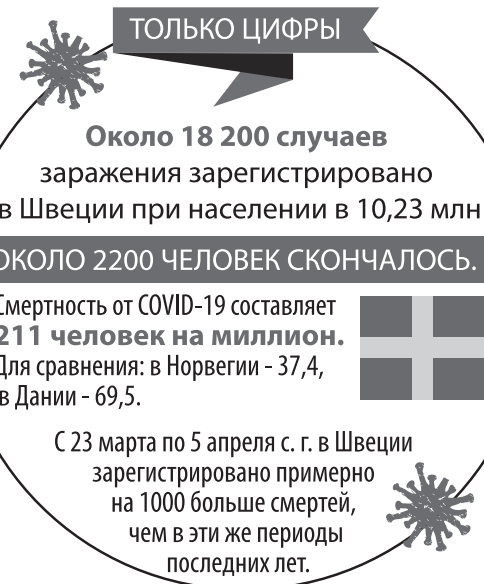 ТОЛЬКО ЦИФРЫ
Около 18 200 случаев
заражения зарегистрировано
в Швеции при населении в 10,23 млн
ОКОЛО 2200 ЧЕЛОВЕК СКОНЧАЛОСЬ.
Смертность от COVID-19 составляет
211 человек на миллион.
Для сравнения: в Норвегии - 37,4,
в Дании - 69,5.
С 23 марта по 5 апреля с. г. в Швеции
зарегистрировано примерно
на 1000 больше смертей,
чем в эти же периоды
последних лет.